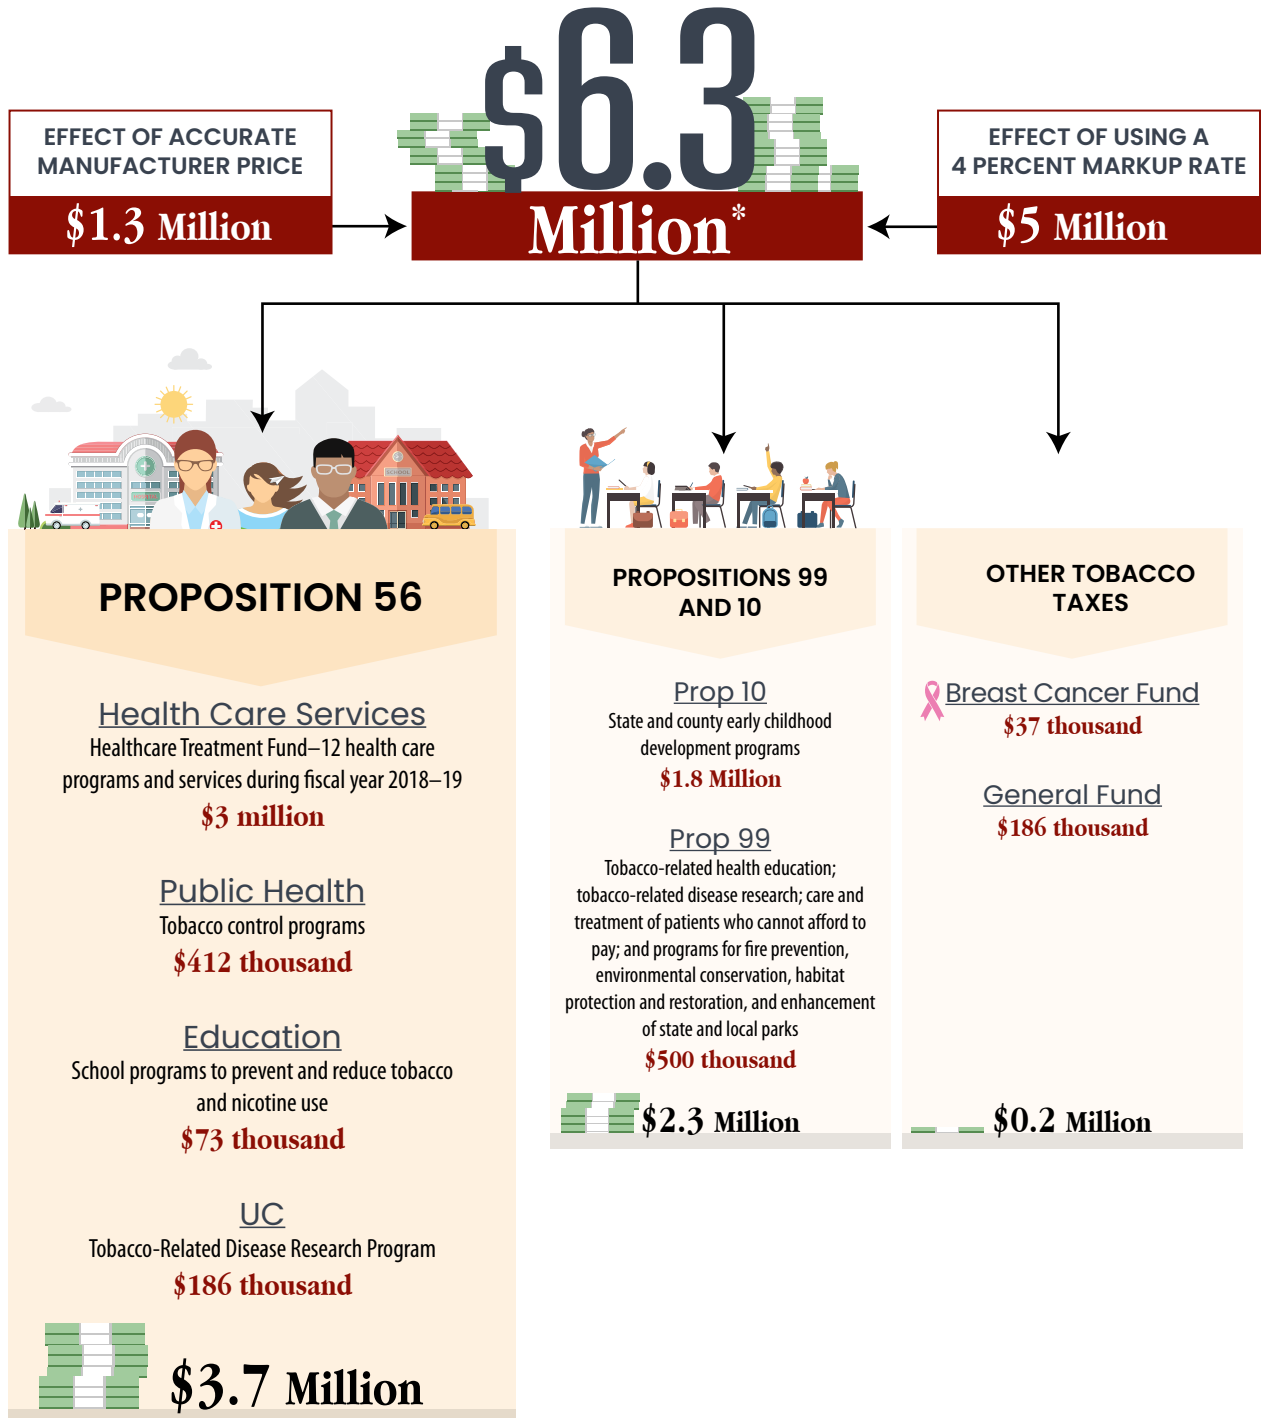 $6.3
Million*
EFFECT OF ACCURATE
MANUFACTURER PRICE
$1.3 Million
EFFECT OF USING A
4 PERCENT MARKUP RATE
$5 Million
SCHOOL
PROPOSITION 56
Health Care Services
Healthcare Treatment Fund–12 health care
programs and services during fiscal year 2018–19
$3 million
Public Health
Tobacco control programs
$412 thousand
Education
School programs to prevent and reduce tobacco
and nicotine use
$73 thousand
UC
Tobacco-Related Disease Research Program
$186 thousand
$3.7 Million
PROPOSITIONS 99
AND 10
Prop 10
State and county early childhood
development programs
$1.8 Million
Prop 99
Tobacco-related health education;
tobacco-related disease research; care and
treatment of patients who cannot afford to
pay; and programs for fire prevention,
environmental conservation, habitat
protection and restoration, and enhancement
of state and local parks
$500 thousand
$2.3 Million
OTHER TOBACCO
TAXES
Breast Cancer Fund
$37 thousand
General Fund
$186 thousand
$0.2 Million